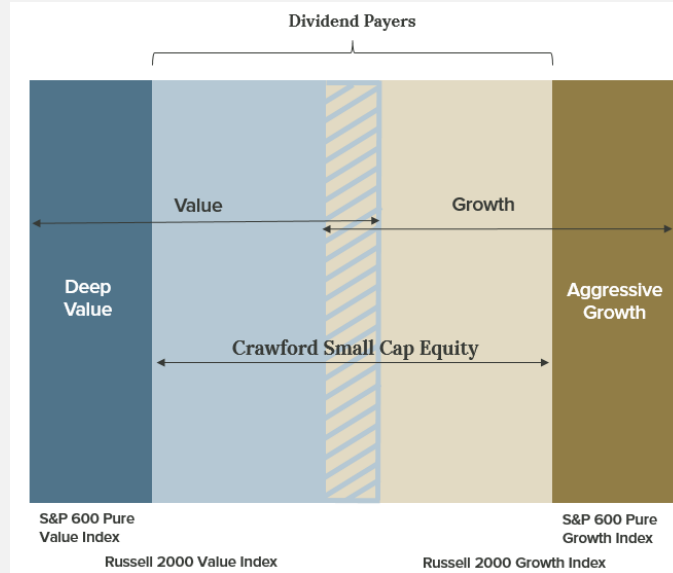 Dividend Payers
Value
Growth
Deep
Value
Aggressive
Growth
Crawford Small Cap Equity
S&P 600 Pure
Value Index
S&P 600 Pure
Growth Index
Russell 2000 Value Index
Russell 2000 Growth Index